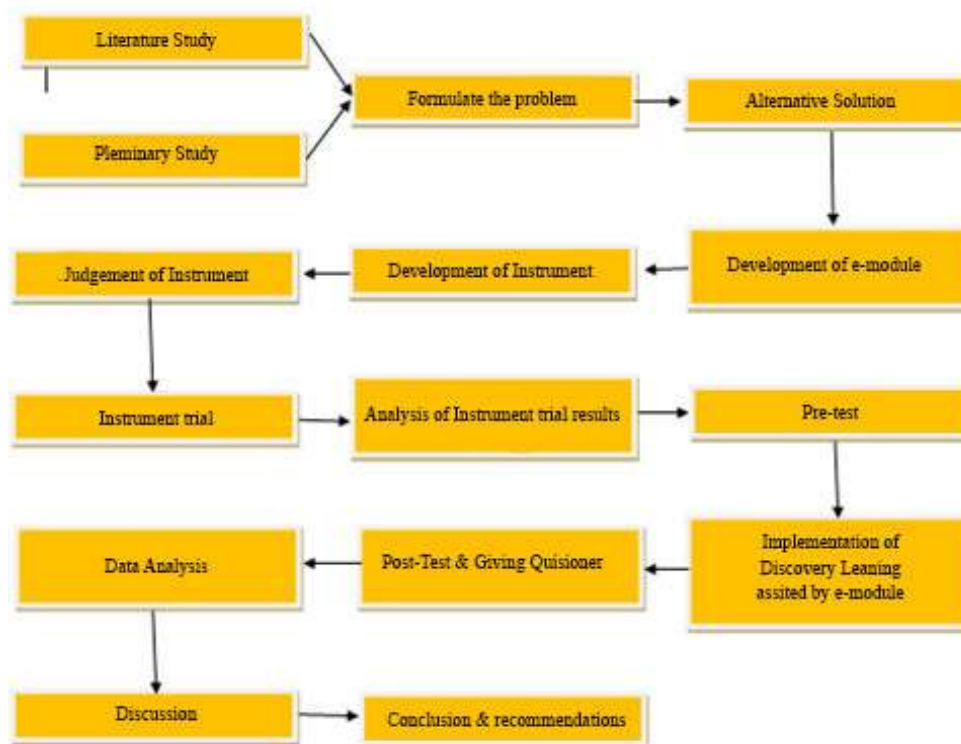 Literature Study
Formulate the problem
Alternative Solution
Pleminary Study
Judgement of Instrument
Development of Instrument
Development of e-module
Instrument trial
Analysis of Instrument trial results
Pre-test
Data Analysis
Post-Test & Giving Quisioner
Implementation of
Discovery Leaning
assited by e-module
Discussion
Conclusion & recommendations